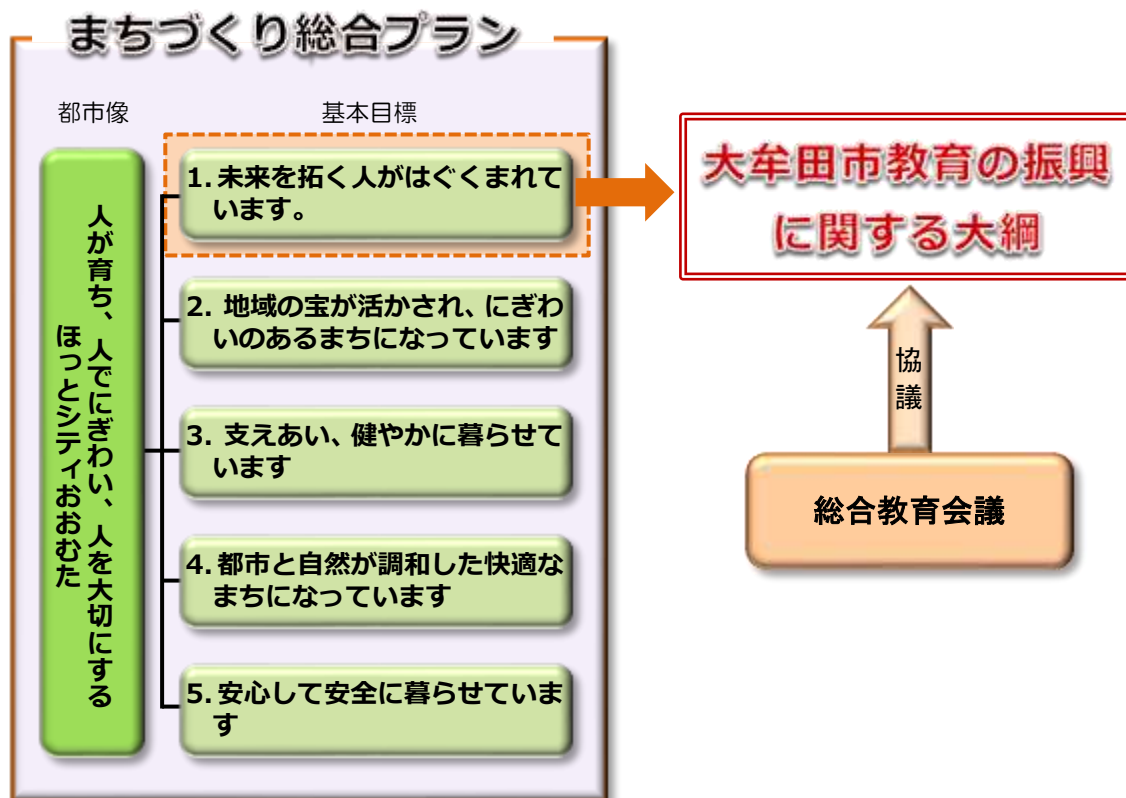 まちづくり総合プラン
都市像
基本目標
人が育ち、人でにぎわい、人を大切にする
ほっとシティおおむた
1. 未来を拓く人がはぐくまれて
います。
2. 地域の宝が活かされ、にぎわ
いのあるまちになっています
3. 支えあい、健やかに暮らせて
います
4. 都市と自然が調和した快適な
まちになっています
5. 安心して安全に暮らせていま
す
大牟田市教育の振興
に関する大綱
協議
総合教育会議